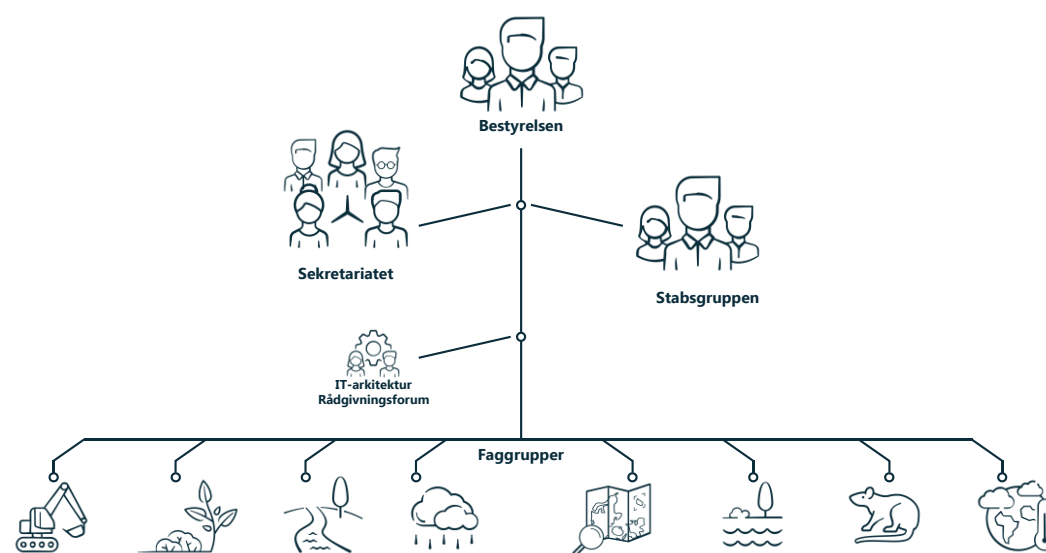 Bestyrelsen
Sekretariatet
Stabsgruppen
IT-arkitektur
Rådgivningsforum
Faggrupper